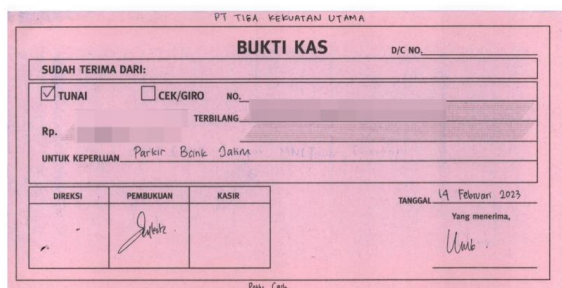 PT TIGA KEKUATAN UTAMA
BUKTI KAS
D/C NO.
SUDAH TERIMA DARI:
TUNAI CEK/GIRO NO.
TERBILANG
Rp.
UNTUK KEPERLUAN Parkir Bank Jatim
DIREKSI PEMBUKUAN KASIR
TANGGAL 14 Februari 2023
Yang menerima,